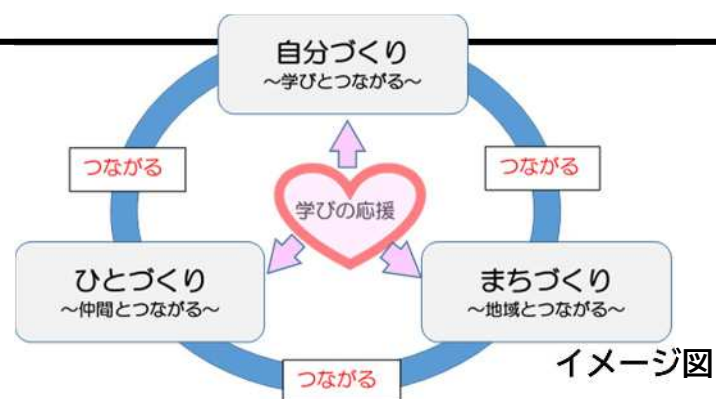 自分づくり
～学びとつながる～
つながる
つながる
学びの応援
ひとづくり
～仲間とつながる～
まちづくり
～地域とつながる～
つながる
イメージ図